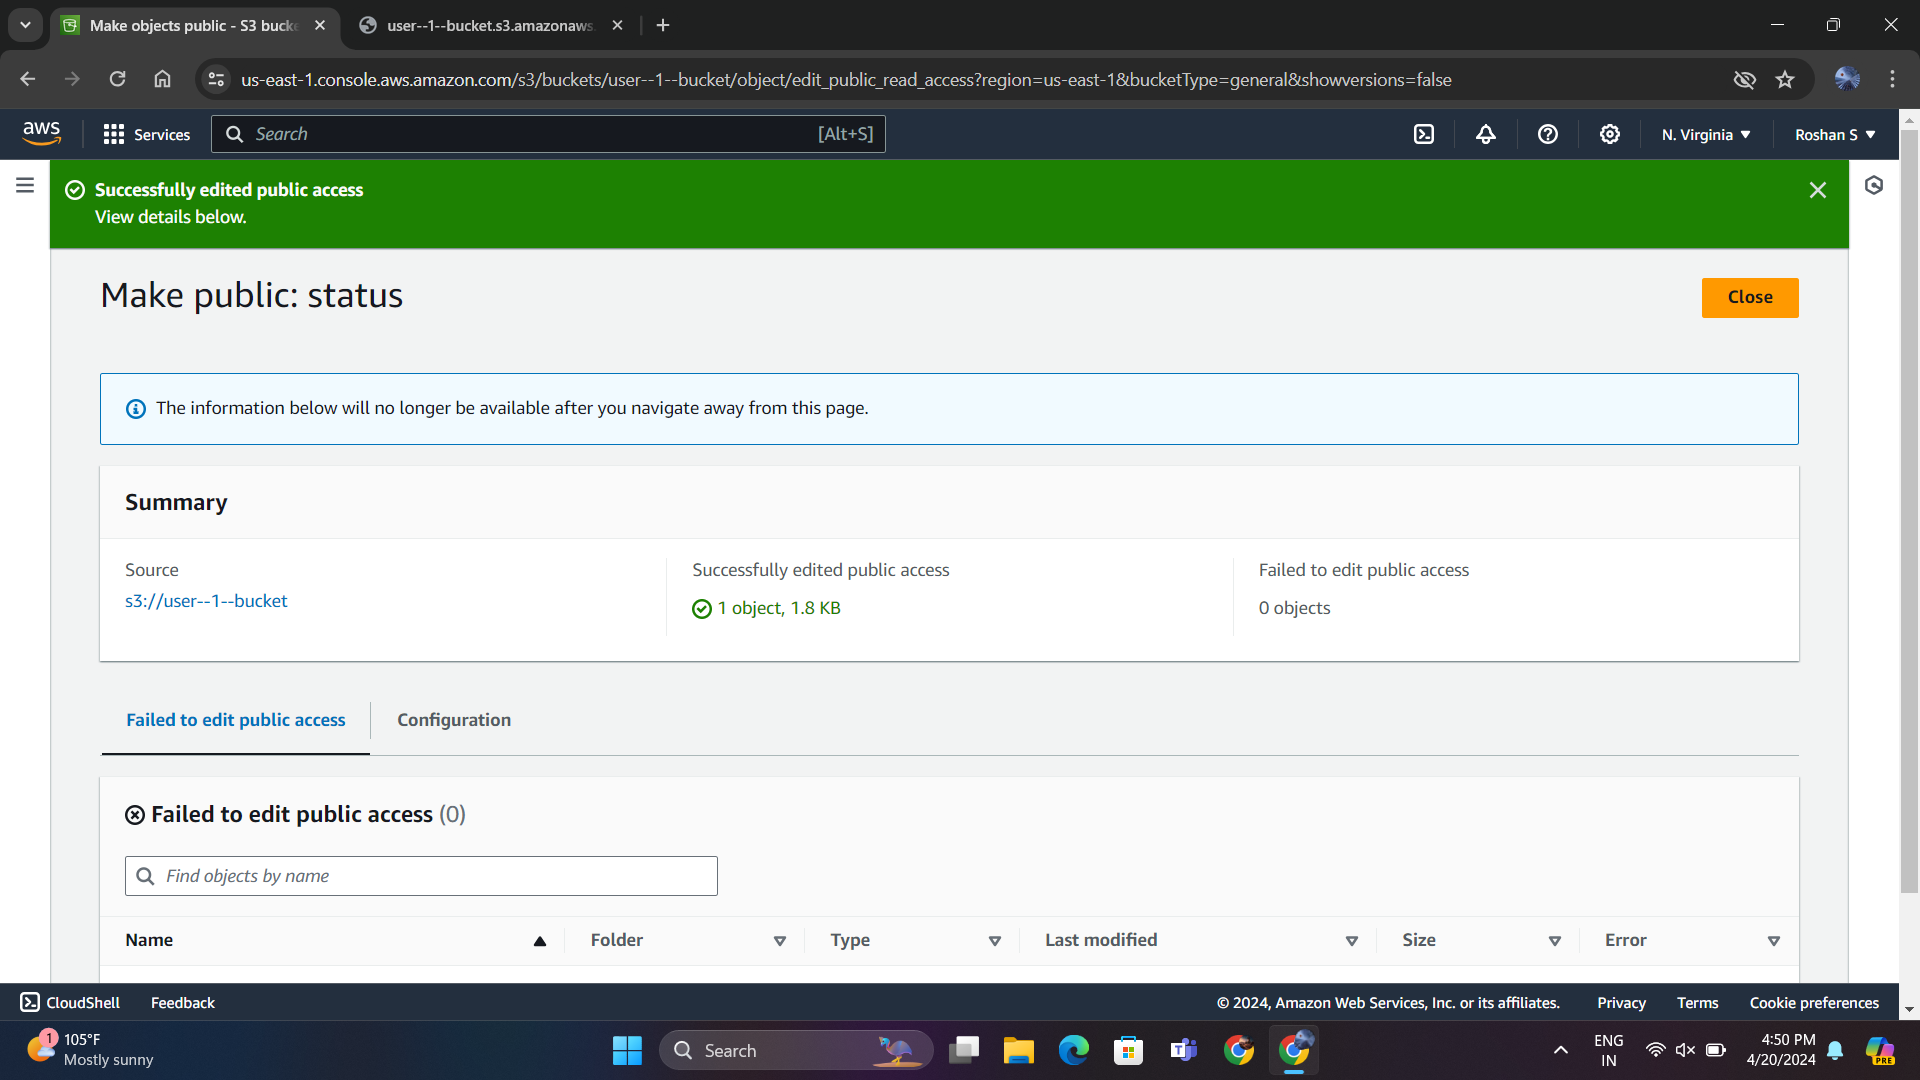 Make objects public - S3 bucke
user--1--bucket.s3.amazonaws.
us-east-1.console.aws.amazon.com/s3/buckets/user--1--bucket/object/edit_public_read_access?region=us-east-1&bucketType=general&showversions=false
aws
Services
Search
[Alt+S]
N. Virginia
Roshan S
Successfully edited public access
View details below.
Make public: status
Close
The information below will no longer be available after you navigate away from this page.
Summary
Source
s3://user--1--bucket
Successfully edited public access
1 object, 1.8 KB
Failed to edit public access
0 objects
Failed to edit public access
Configuration
Failed to edit public access (0)
Find objects by name
Name
Folder
Type
Last modified
Size
Error
CloudShell
Feedback
© 2024, Amazon Web Services, Inc. or its affiliates.
Privacy
Terms
Cookie preferences
1
105°F
Mostly sunny
Search
ENG
IN
4:50 PM
4/20/2024
PRE